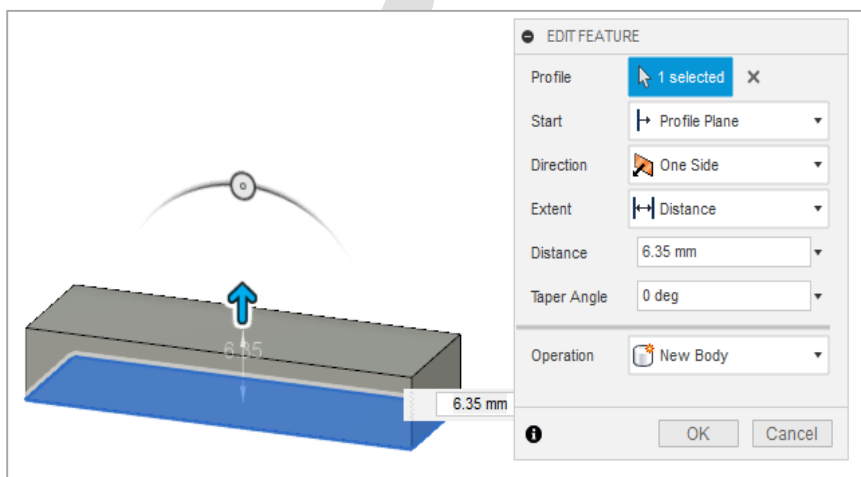 EDIT FEATURE
Profile 1 selected
Start Profile Plane
Direction One Side
Extent Distance
Distance 6.35 mm
Taper Angle 0 deg
Operation New Body
OK Cancel
6.35
6.35 mm